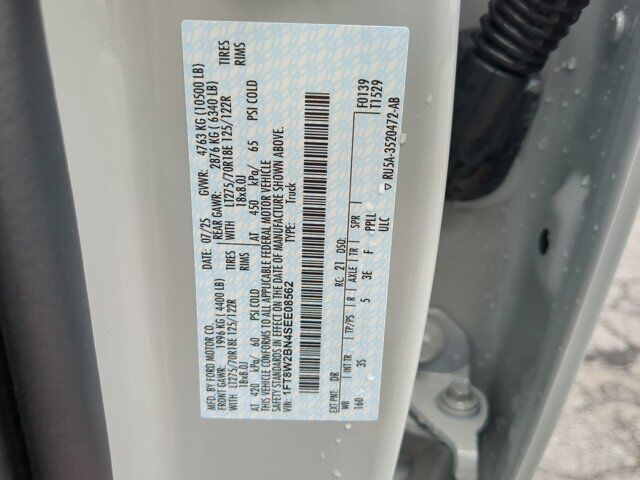 MFD. BY FORD MOTOR CO.
DATE: 07/25 GVWR: 4763 KG (10500 LB)
FRONT GAWR: 1996 KG (4400 LB) REAR GAWR: 2876 KG (6340 LB)
LT275/70R18E 125/122R WITH LT275/70R18E 125/122R TIRES
18x8.0J RIMS 18x8.0J RIMS
AT 420 kPa/ 60 PSI COLD AT 450 kPa/ 65 PSI COLD
THIS VEHICLE CONFORMS TO ALL APPLICABLE FEDERAL MOTOR VEHICLE
SAFETY STANDARDS IN EFFECT ON THE DATE OF MANUFACTURE SHOWN ABOVE.
VIN: 1FT8W2BN4SEE08562 TYPE: Truck
F0139
T1529
EXT PNT: DR RC: 21 DSO:
WB INT TR TP/PS R AXLE TR SPR
160 3S 5 3E F PPLL
ULC
RU5A-3520472-AB